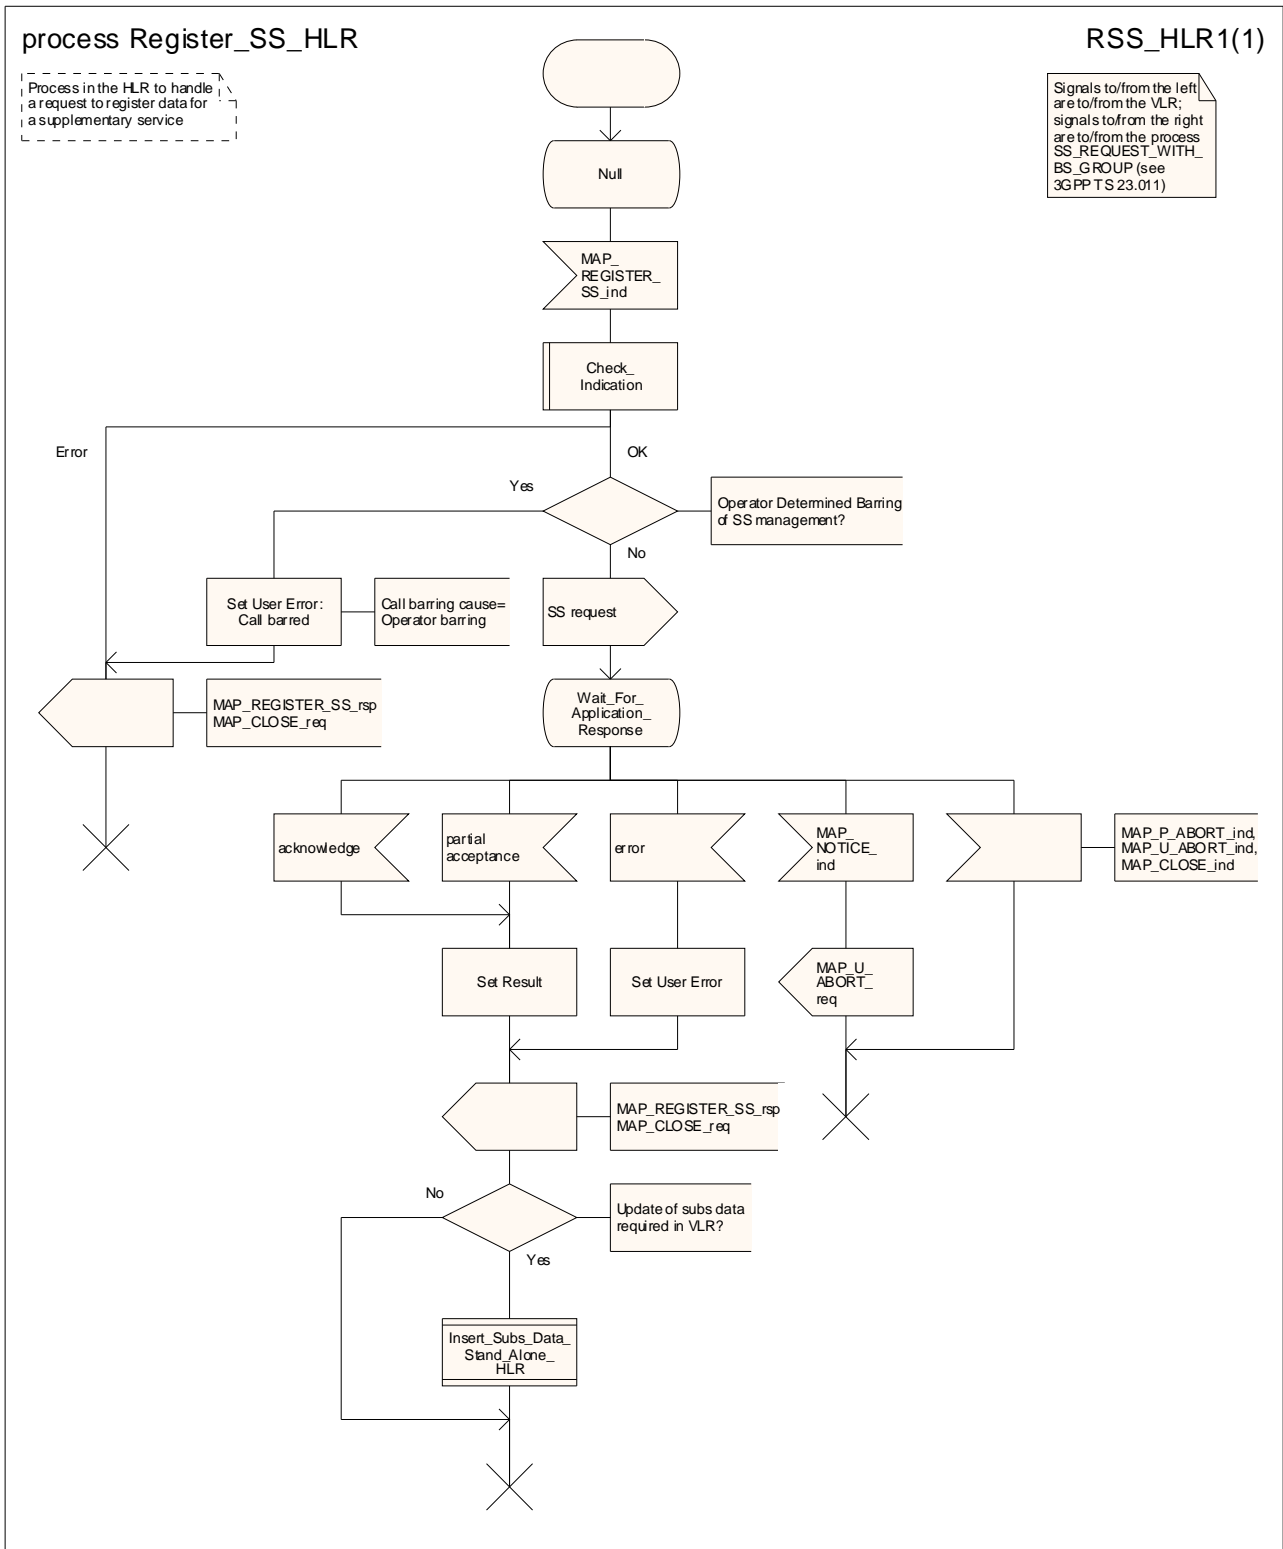 process Register_SS_HLR
RSS_HLR1(1)
Process in the HLR to handle
a request to register data for
a supplementary service
Signals to/from the left
are to/from the VLR;
signals to/from the right
are to/from the process
SS_REQUEST_WITH_
BS_GROUP (see
3GPP TS 23.011)
Null
MAP_
REGISTER_
SS_ind
Check_
Indication
Error
OK
Yes
Operator Determined Barring
of SS management?
No
Set User Error:
Call barred
Call barring cause=
Operator barring
SS request
MAP_REGISTER_SS_rsp
MAP_CLOSE_req
Wait_For_
Application_
Response
acknowledge
partial
acceptance
error
MAP_
NOTICE_
ind
MAP_P_ABORT_ind,
MAP_U_ABORT_ind,
MAP_CLOSE_ind
Set Result
Set User Error
MAP_U_
ABORT_
req
MAP_REGISTER_SS_rsp
MAP_CLOSE_req
No
Update of subs data
required in VLR?
Yes
Insert_Subs_Data_
Stand_Alone_
HLR